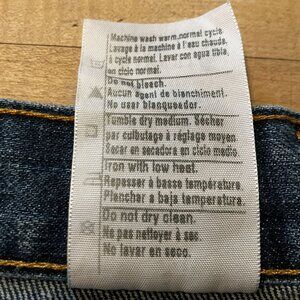 Machine wash warm, normal cycle.
Lavage à la machine à l'eau chaude,
à cycle normal. Lavar con agua tibia,
en ciclo normal.
Do not bleach.
Aucun agent de blanchiment.
No usar blanqueador.
Tumble dry medium. Sécher
par culbutage à réglage moyen.
Secar en secadora en ciclo medio.
Iron with low heat.
Repasser à basse température.
Planchar a baja temperatura.
Do not dry clean.
Ne pas nettoyer à sec.
No lavar en seco.